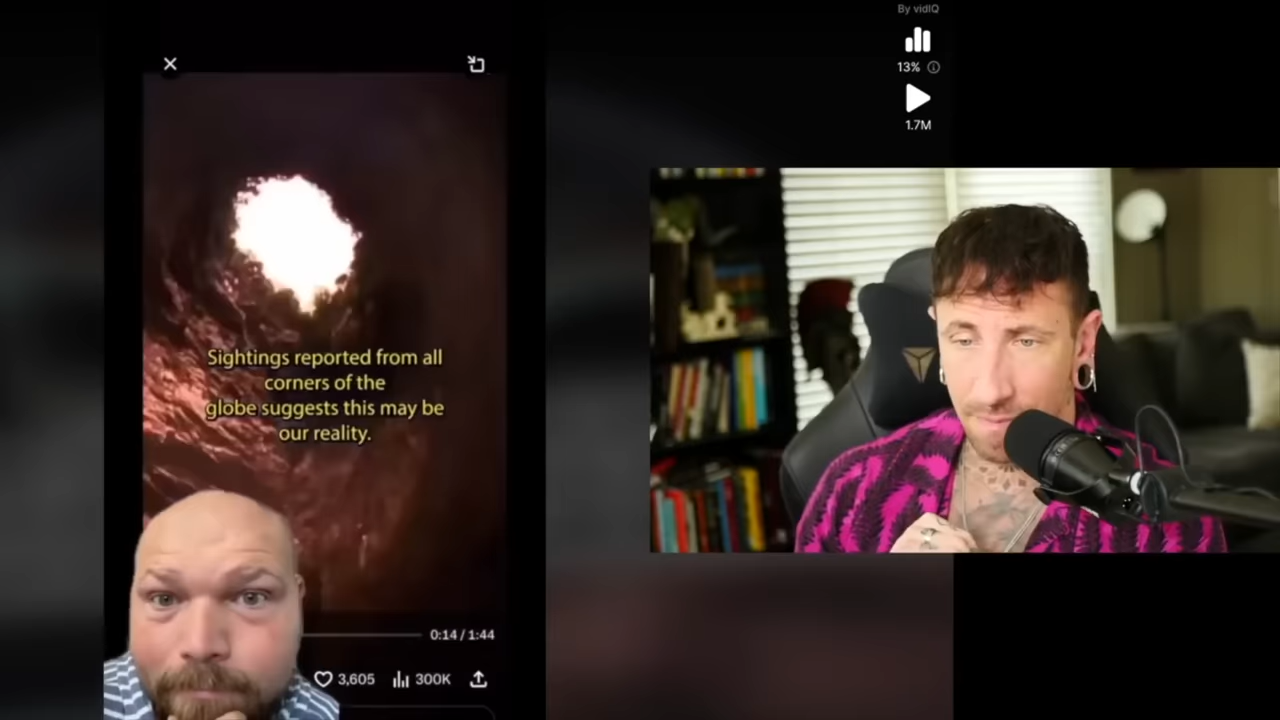 By vidIQ
13%
1.7M
Sightings reported from all
corners of the
globe suggests this may be
our reality.
0:14 / 1:44
3,605
300K